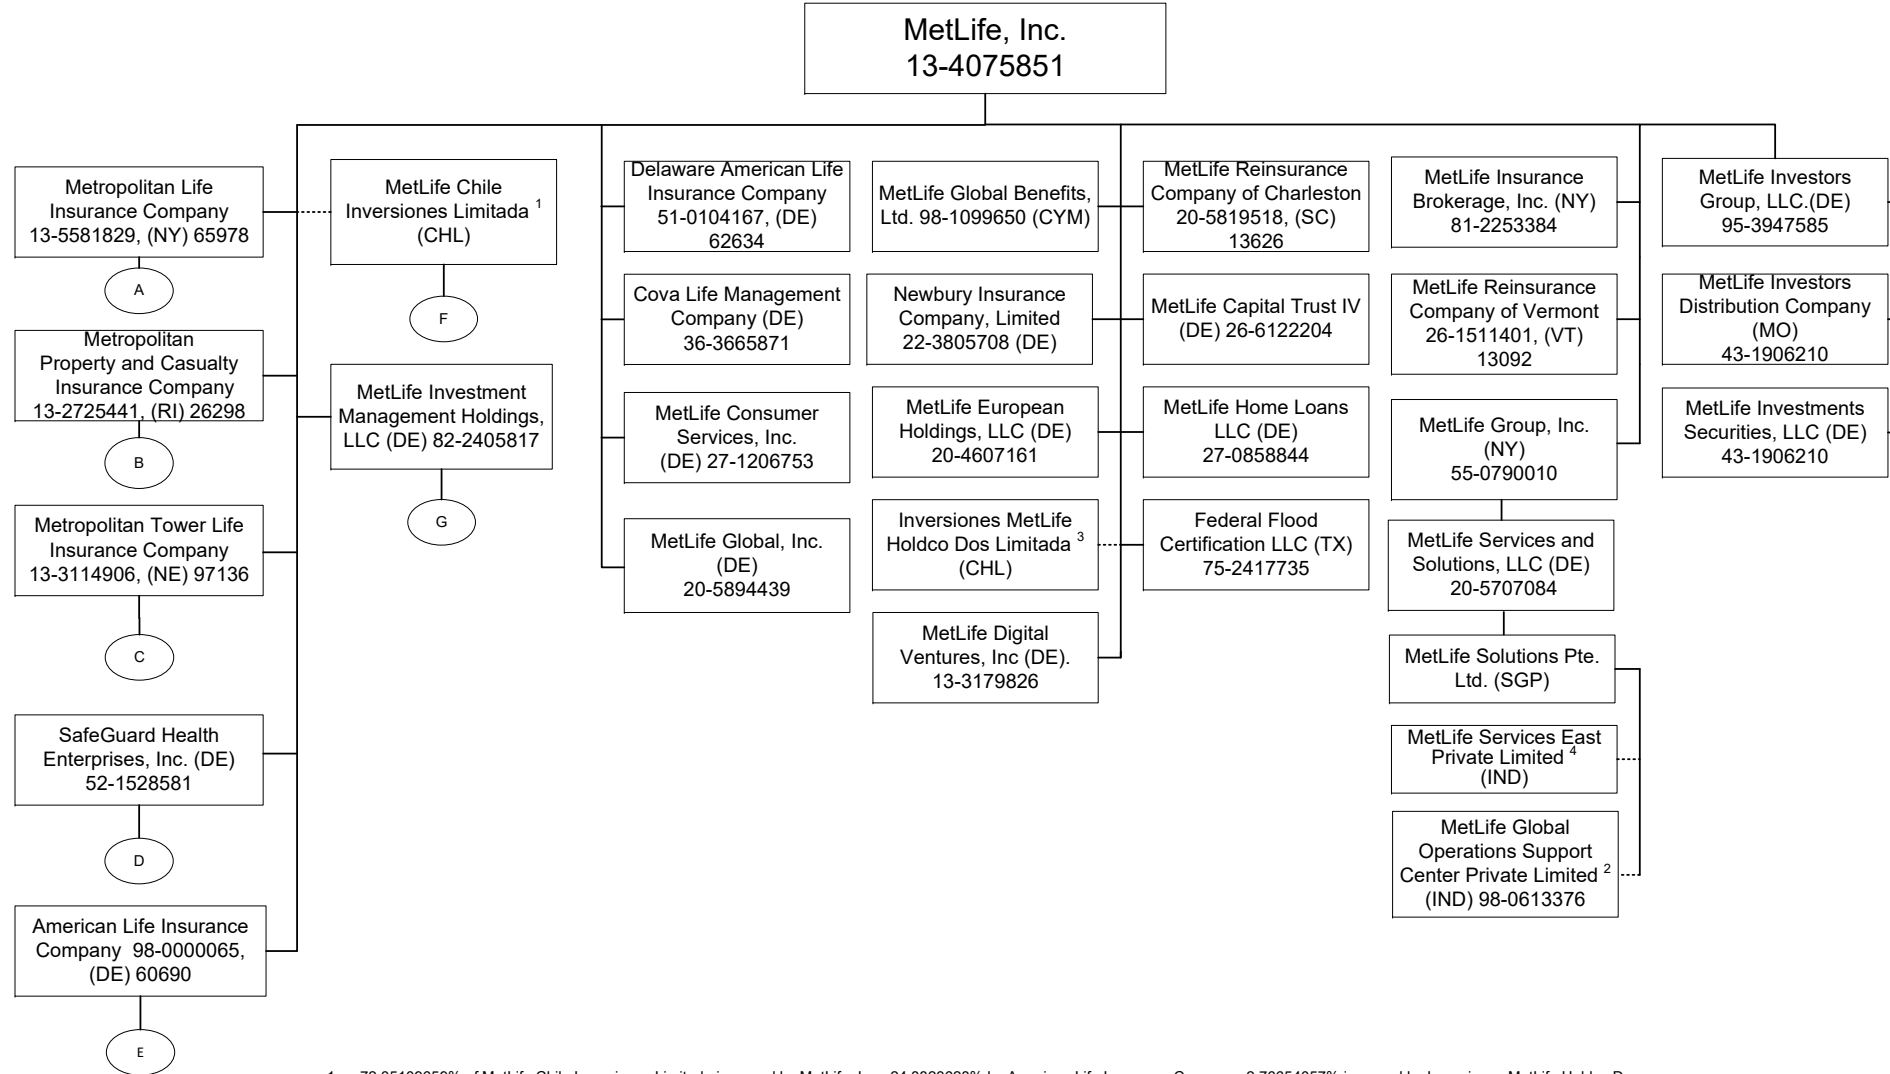 MetLife, Inc.
13-4075851
Metropolitan Life
Insurance Company
13-5581829, (NY) 65978
A
Metropolitan
Property and Casualty
Insurance Company
13-2725441, (RI) 26298
B
Metropolitan Tower Life
Insurance Company
13-3114906, (NE) 97136
C
SafeGuard Health
Enterprises, Inc. (DE)
52-1528581
D
American Life Insurance
Company 98-0000065,
(DE) 60690
E
MetLife Chile
Inversiones Limitada 1
(CHL)
F
MetLife Investment
Management Holdings,
LLC (DE) 82-2405817
G
Delaware American Life
Insurance Company
51-0104167, (DE)
62634
Cova Life Management
Company (DE)
36-3665871
MetLife Consumer
Services, Inc.
(DE) 27-1206753
MetLife Global, Inc.
(DE)
20-5894439
MetLife Global Benefits,
Ltd. 98-1099650 (CYM)
Newbury Insurance
Company, Limited
22-3805708 (DE)
MetLife European
Holdings, LLC (DE)
20-4607161
Inversiones MetLife
Holdco Dos Limitada 3
(CHL)
MetLife Digital
Ventures, Inc (DE).
13-3179826
MetLife Reinsurance
Company of Charleston
20-5819518, (SC)
13626
MetLife Capital Trust IV
(DE) 26-6122204
MetLife Home Loans
LLC (DE)
27-0858844
Federal Flood
Certification LLC (TX)
75-2417735
MetLife Insurance
Brokerage, Inc. (NY)
81-2253384
MetLife Reinsurance
Company of Vermont
26-1511401, (VT)
13092
MetLife Group, Inc.
(NY)
55-0790010
MetLife Services and
Solutions, LLC (DE)
20-5707084
MetLife Solutions Pte.
Ltd. (SGP)
MetLife Services East
Private Limited 4
(IND)
MetLife Global
Operations Support
Center Private Limited 2
(IND) 98-0613376
MetLife Investors
Group, LLC.(DE)
95-3947585
MetLife Investors
Distribution Company
(MO)
43-1906210
MetLife Investments
Securities, LLC (DE)
43-1906210